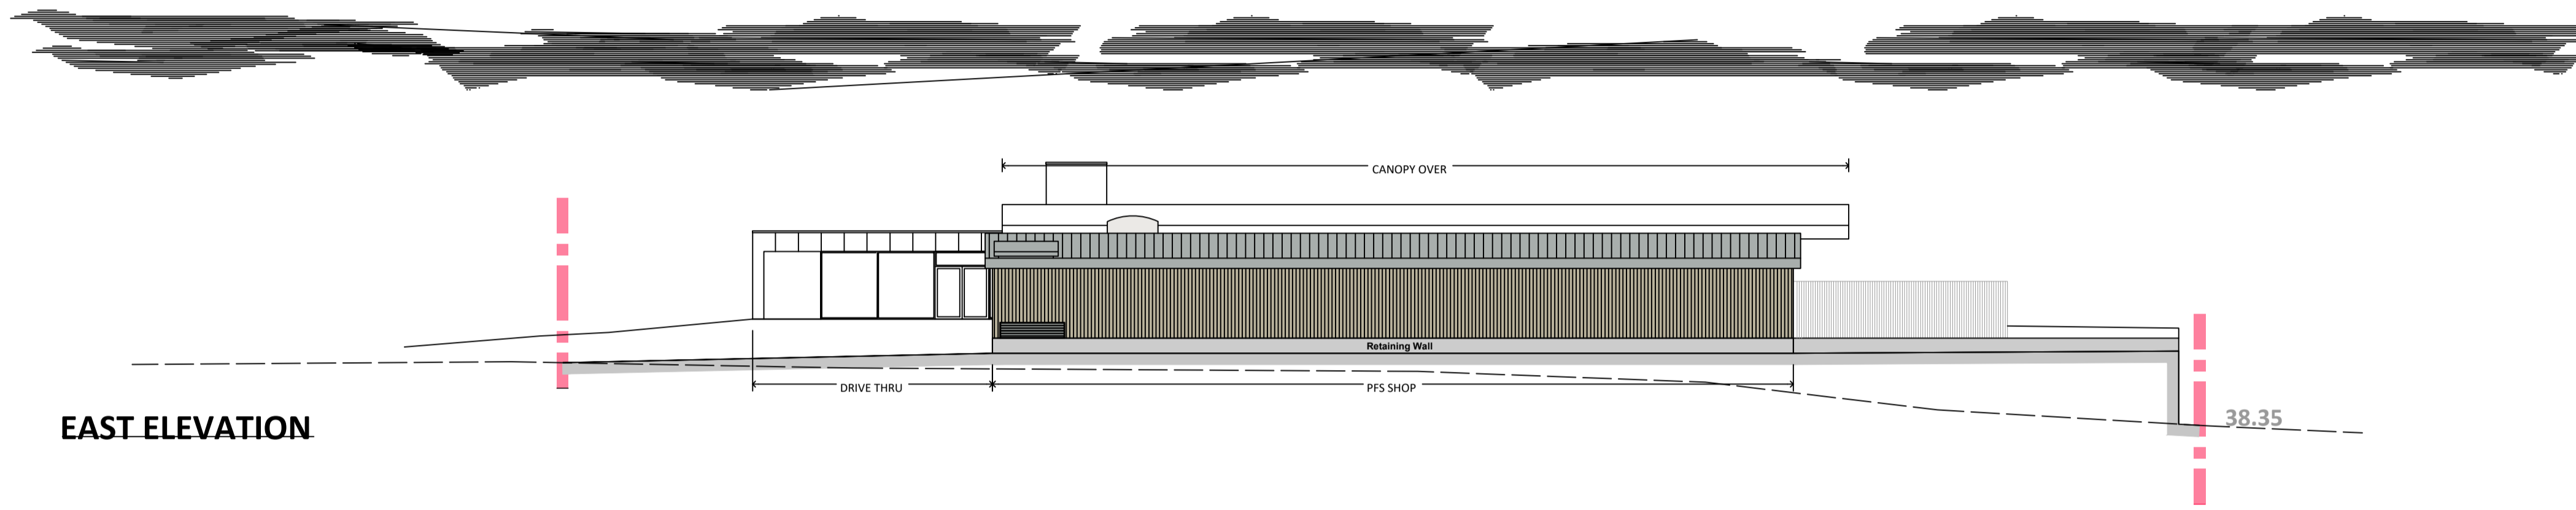 CANOPY OVER
Retaining Wall
DRIVE THRU
PFS SHOP
EAST ELEVATION
38.35